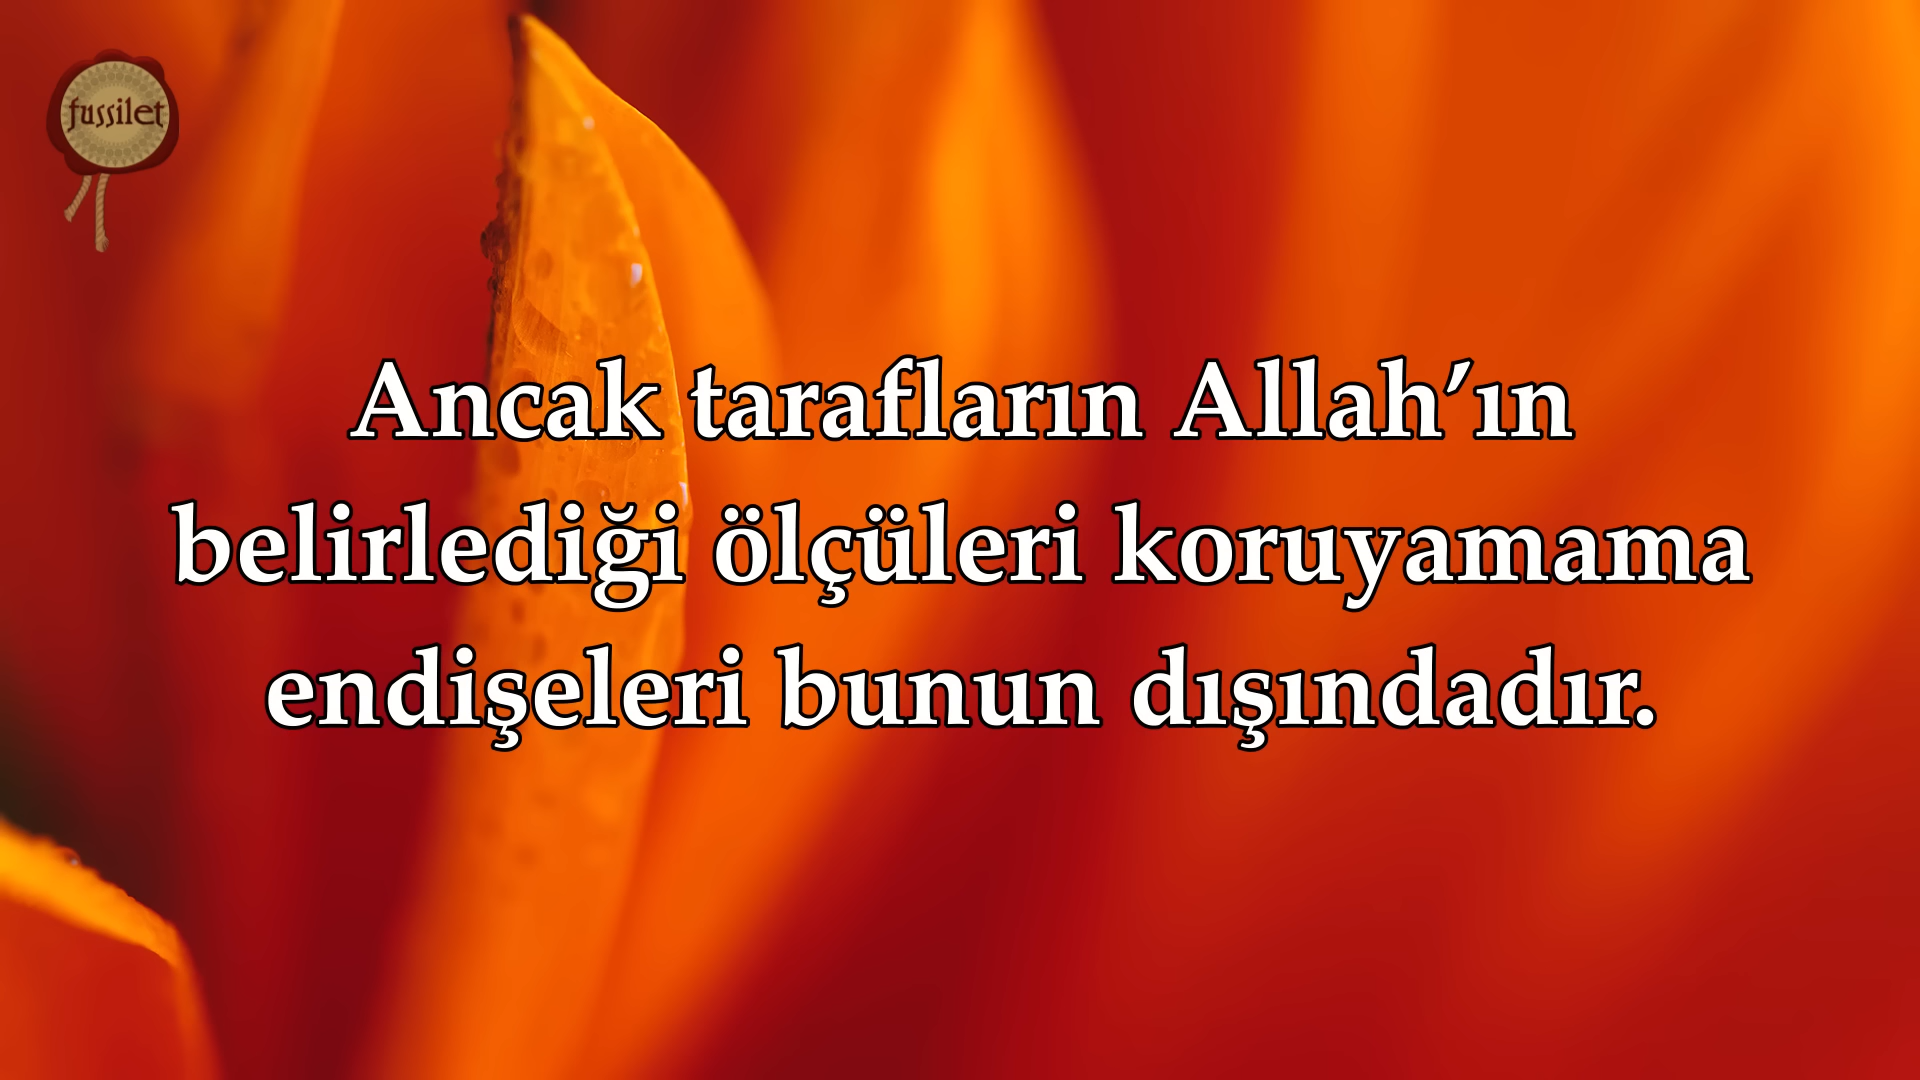 fussilet
Ancak tarafların Allah’ın
belirlediği ölçüleri koruyamama
endişeleri bunun dışındadır.